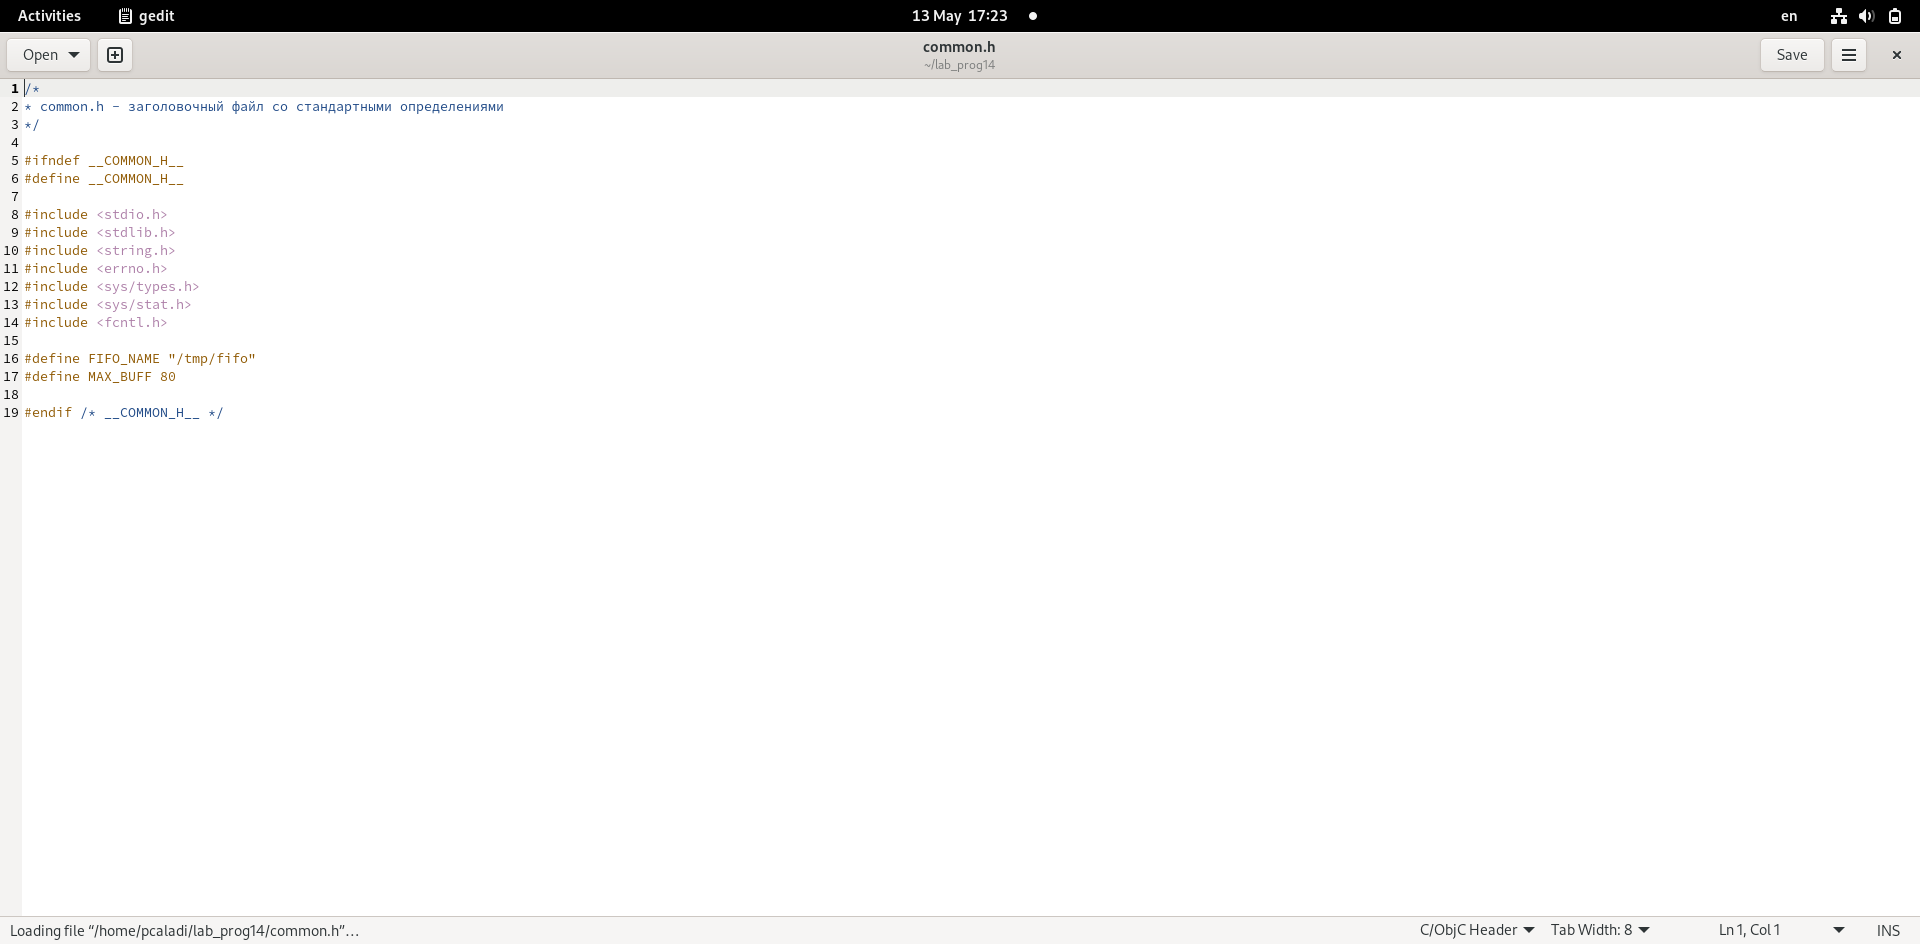 Activities gedit 13 May 17:23 en
Open common.h Save
~/lab_prog14
1 /*
2 * common.h - заголовочный файл со стандартными определениями
3 */
4
5 #ifndef __COMMON_H__
6 #define __COMMON_H__
7
8 #include <stdio.h>
9 #include <stdlib.h>
10 #include <string.h>
11 #include <errno.h>
12 #include <sys/types.h>
13 #include <sys/stat.h>
14 #include <fcntl.h>
15
16 #define FIFO_NAME "/tmp/fifo"
17 #define MAX_BUFF 80
18
19 #endif /* __COMMON_H__ */
Loading file “/home/pcaladi/lab_prog14/common.h”… C/ObjC Header Tab Width: 8 Ln 1, Col 1 INS